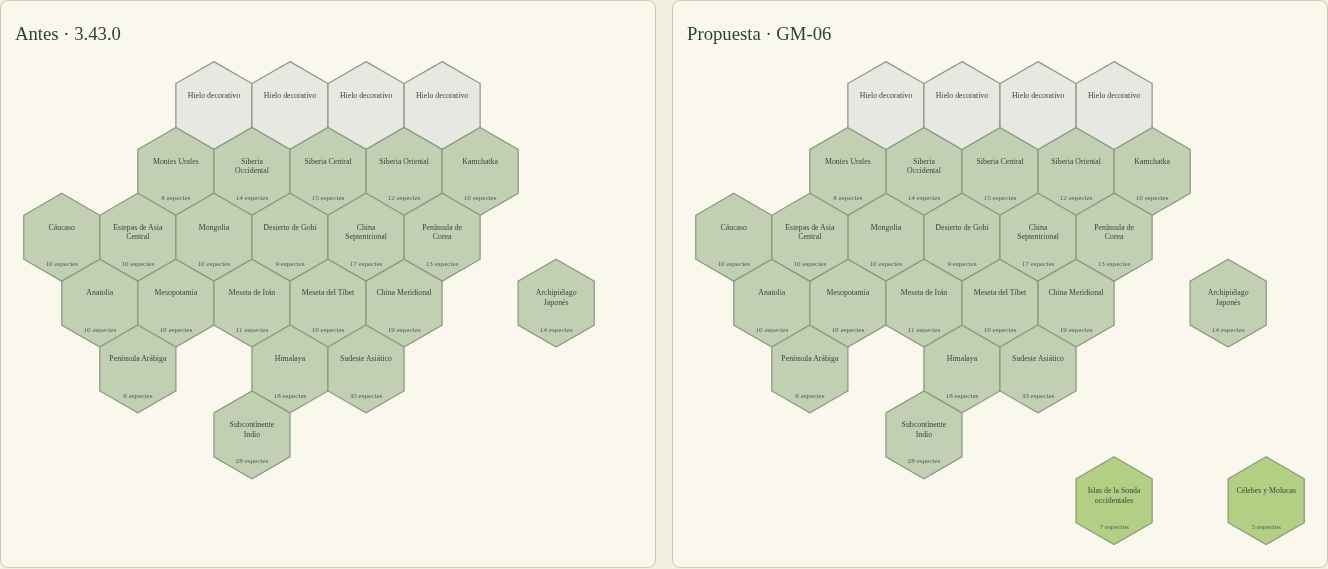 Antes · 3.43.0
Hielo decorativo
Hielo decorativo
Hielo decorativo
Hielo decorativo
Montes Urales
8 especies
Siberia
Occidental
14 especies
Siberia Central
15 especies
Siberia Oriental
12 especies
Kamchatka
10 especies
Cáucaso
10 especies
Estepas de Asia
Central
10 especies
Mongolia
10 especies
Desierto de Gobi
9 especies
China
Septentrional
17 especies
Península de
Corea
13 especies
Anatolia
10 especies
Mesopotamia
10 especies
Meseta de Irán
11 especies
Meseta del Tíbet
10 especies
China Meridional
19 especies
Archipiélago
Japonés
14 especies
Península Arábiga
8 especies
Himalaya
18 especies
Sudeste Asiático
35 especies
Subcontinente
Indio
28 especies
Propuesta · GM-06
Hielo decorativo
Hielo decorativo
Hielo decorativo
Hielo decorativo
Montes Urales
8 especies
Siberia
Occidental
14 especies
Siberia Central
15 especies
Siberia Oriental
12 especies
Kamchatka
10 especies
Cáucaso
10 especies
Estepas de Asia
Central
10 especies
Mongolia
10 especies
Desierto de Gobi
9 especies
China
Septentrional
17 especies
Península de
Corea
13 especies
Anatolia
10 especies
Mesopotamia
10 especies
Meseta de Irán
11 especies
Meseta del Tíbet
10 especies
China Meridional
19 especies
Archipiélago
Japonés
14 especies
Península Arábiga
8 especies
Himalaya
18 especies
Sudeste Asiático
33 especies
Subcontinente
Indio
28 especies
Islas de la Sonda
occidentales
7 especies
Célebes y Molucas
5 especies